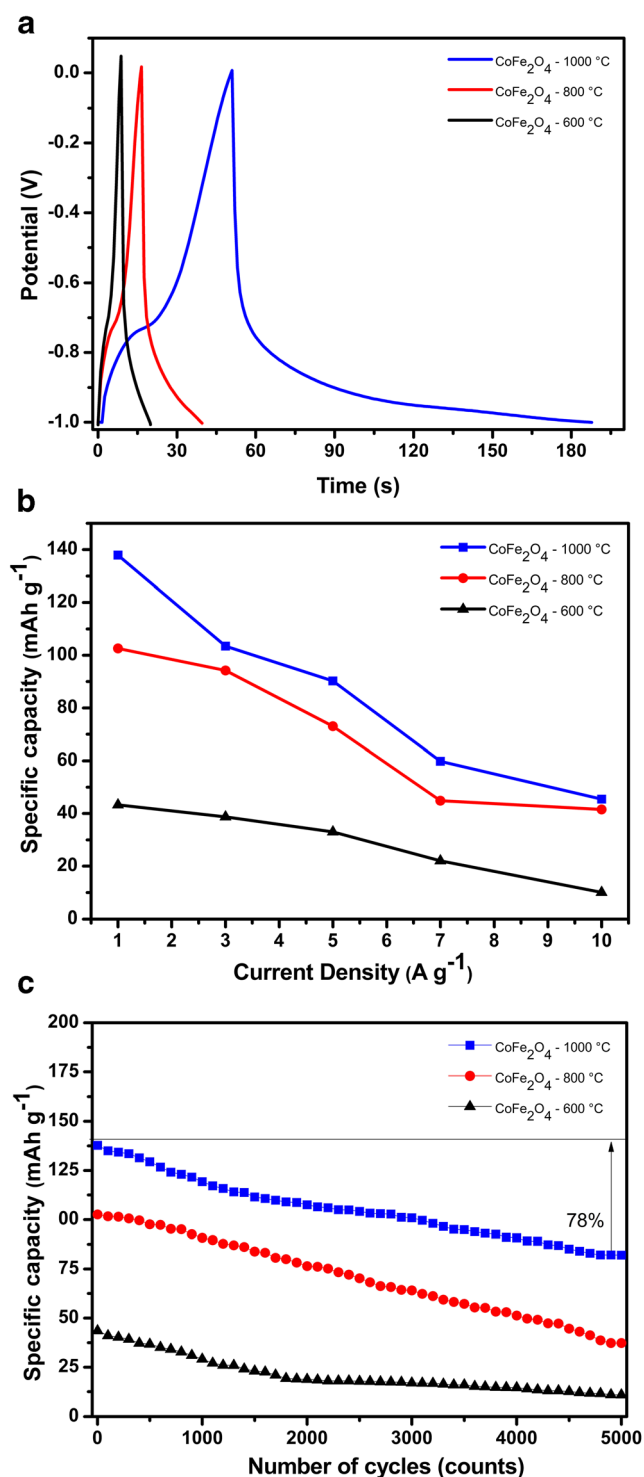 a
CoFe2O4 - 1000 °C
CoFe2O4 - 800 °C
CoFe2O4 - 600 °C
0.0
-0.2
-0.4
-0.6
-0.8
-1.0
Potential (V)
0 30 60 90 120 150 180
Time (s)
b
CoFe2O4 - 1000 °C
CoFe2O4 - 800 °C
CoFe2O4 - 600 °C
140
120
100
80
60
40
20
0
Specific capacity (mAh g-1)
1 2 3 4 5 6 7 8 9 10
Current Density (A g-1)
c
CoFe2O4 - 1000 °C
CoFe2O4 - 800 °C
CoFe2O4 - 600 °C
200
175
150
125
00
75
50
25
0
Specific capacity (mAh g-1)
78%
0 1000 2000 3000 4000 5000
Number of cycles (counts)